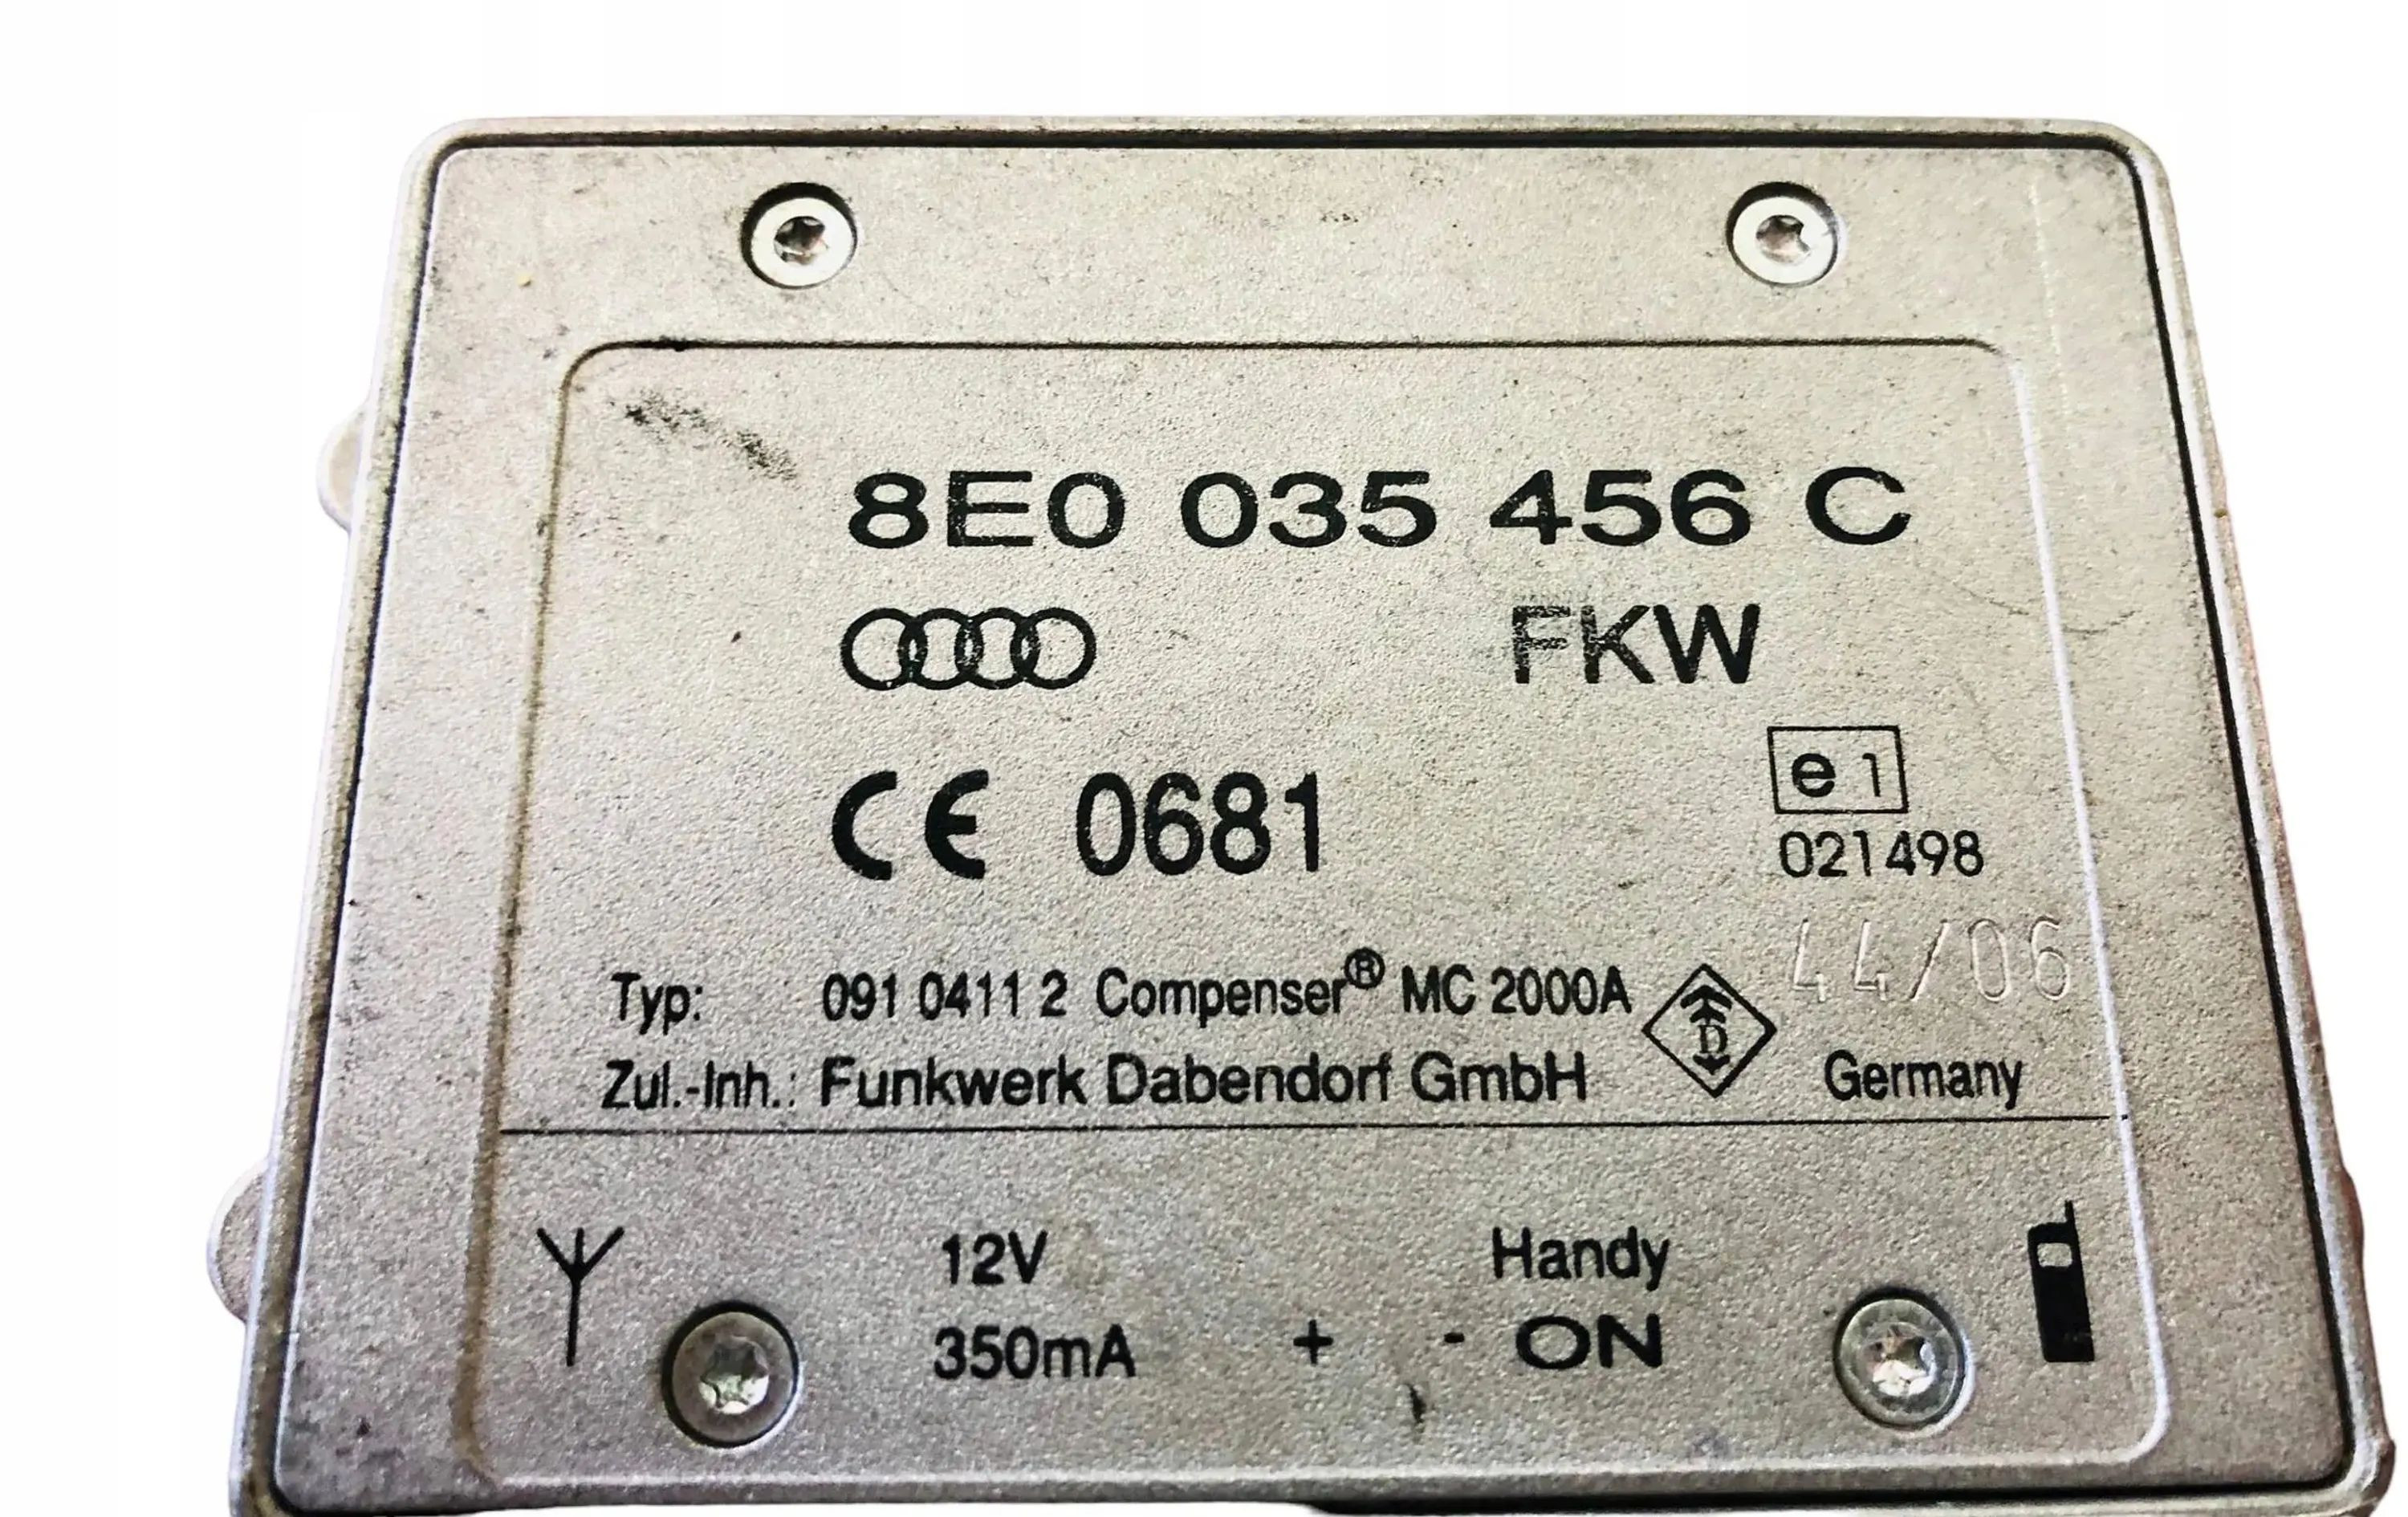 8E0 035 456 C
FKW
CE 0681
e 1
021498
44/06
Typ: 091 0411 2 Compenser® MC 2000A
D
Zul.-Inh.: Funkwerk Dabendorf GmbH Germany
12V Handy
350mA + - ON